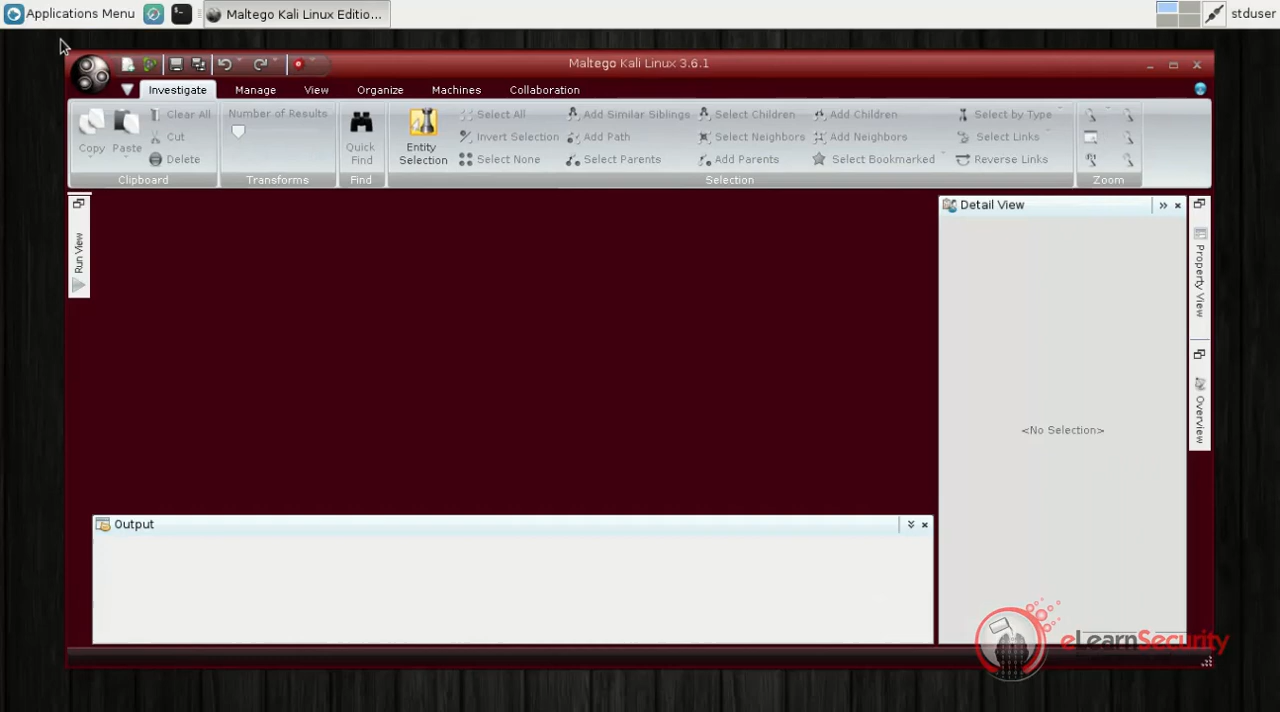 Applications Menu
Maltego Kali Linux Editio...
stduser
Maltego Kali Linux 3.6.1
Investigate
Manage
View
Organize
Machines
Collaboration
Copy
Paste
Clear All
Cut
Delete
Clipboard
Number of Results
Transforms
Quick
Find
Find
Entity
Selection
Select All
Invert Selection
Select None
Add Similar Siblings
Add Path
Select Parents
Select Children
Select Neighbors
Add Parents
Add Children
Add Neighbors
Select Bookmarked
Select by Type
Select Links
Reverse Links
Selection
Zoom
Run View
Detail View
<No Selection>
Property View
Overview
Output
eLearnSecurity